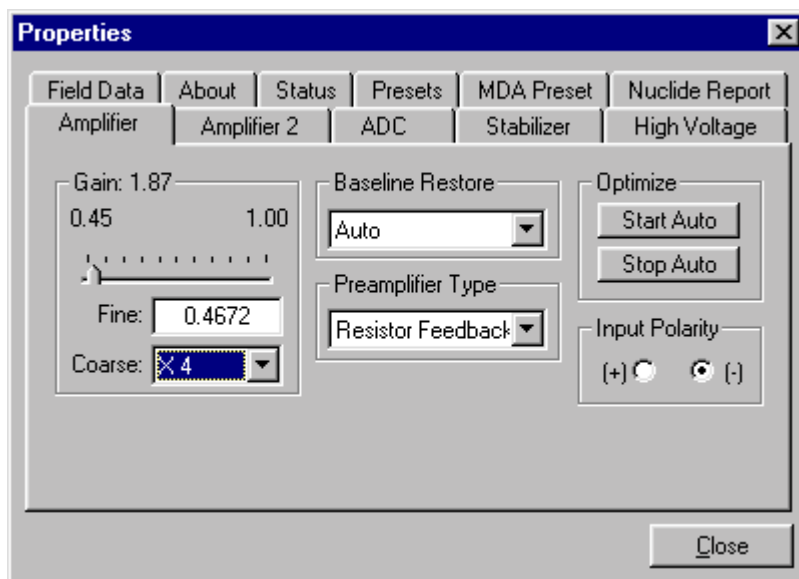 Properties
Field Data About Status Presets MDA Preset Nuclide Report
Amplifier Amplifier 2 ADC Stabilizer High Voltage
Gain: 1.87
0.45 1.00
Fine: 0.4672
Coarse: X 4
Baseline Restore
Auto
Preamplifier Type
Resistor Feedback
Optimize
Start Auto
Stop Auto
Input Polarity
(+) (-)
Close